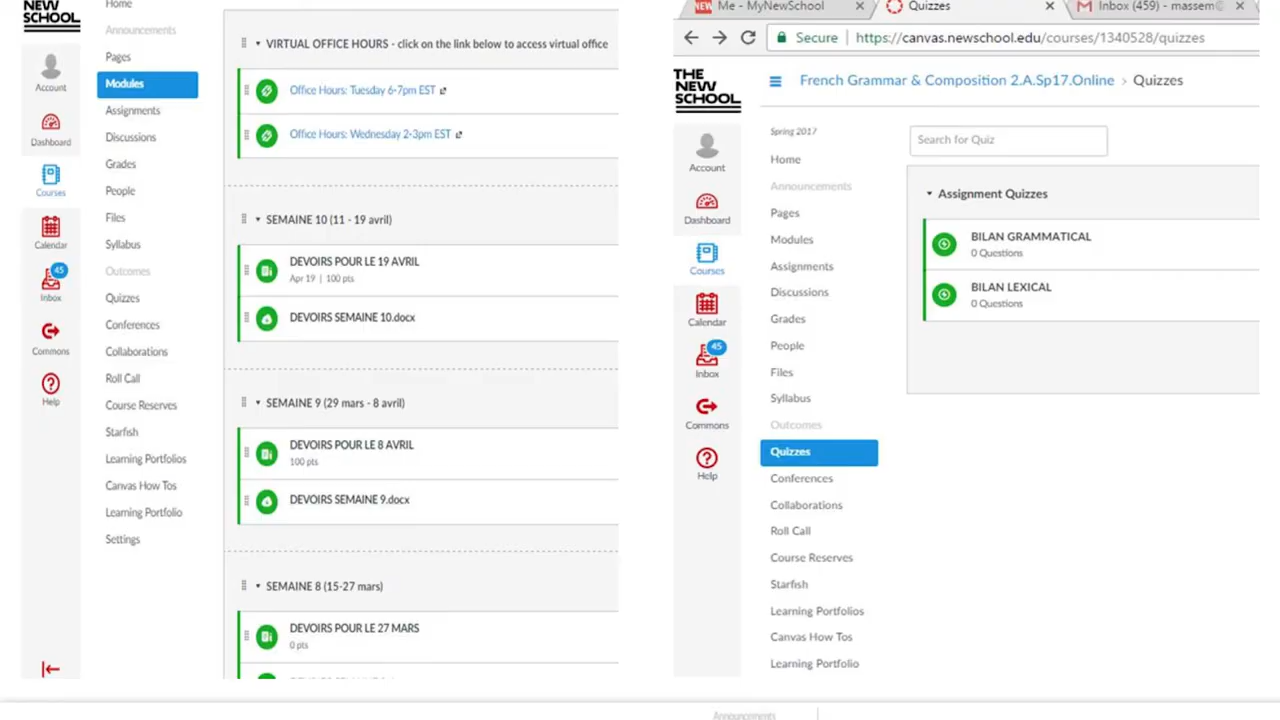 NEW
SCHOOL
Account
Dashboard
Courses
Calendar
45
Inbox
Commons
Help
Home
Announcements
Pages
Modules
Assignments
Discussions
Grades
People
Files
Syllabus
Outcomes
Quizzes
Conferences
Collaborations
Roll Call
Course Reserves
Starfish
Learning Portfolios
Canvas How Tos
Learning Portfolio
Settings
VIRTUAL OFFICE HOURS - click on the link below to access virtual office
Office Hours: Tuesday 6-7pm EST
Office Hours: Wednesday 2-3pm EST
SEMAINE 10 (11 - 19 avril)
DEVOIRS POUR LE 19 AVRIL
Apr 19 | 100 pts
DEVOIRS SEMAINE 10.docx
SEMAINE 9 (29 mars - 8 avril)
DEVOIRS POUR LE 8 AVRIL
100 pts
DEVOIRS SEMAINE 9.docx
SEMAINE 8 (15-27 mars)
DEVOIRS POUR LE 27 MARS
0 pts
NEW Me - MyNewSchool
Quizzes
Inbox (459) - massem
Secure | https://canvas.newschool.edu/courses/1340528/quizzes
THE
NEW
SCHOOL
French Grammar & Composition 2.A.Sp17.Online > Quizzes
Account
Dashboard
Courses
Calendar
45
Inbox
Commons
Help
Spring 2017
Home
Announcements
Pages
Modules
Assignments
Discussions
Grades
People
Files
Syllabus
Outcomes
Quizzes
Conferences
Collaborations
Roll Call
Course Reserves
Starfish
Learning Portfolios
Canvas How Tos
Learning Portfolio
Search for Quiz
Assignment Quizzes
BILAN GRAMMATICAL
0 Questions
BILAN LEXICAL
0 Questions
Announcements